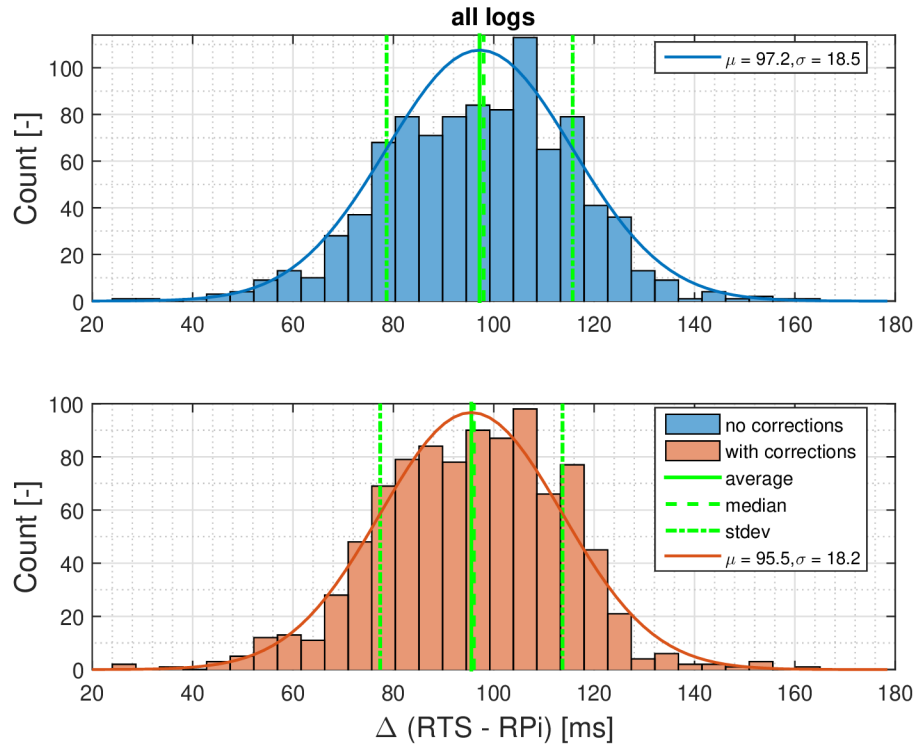 all logs
Count [-]
100
80
60
40
20
0
μ = 97.2,σ = 18.5
20 40 60 80 100 120 140 160 180
Count [-]
100
80
60
40
20
0
no corrections
with corrections
average
median
stdev
μ = 95.5,σ = 18.2
20 40 60 80 100 120 140 160 180
Δ (RTS - RPi) [ms]